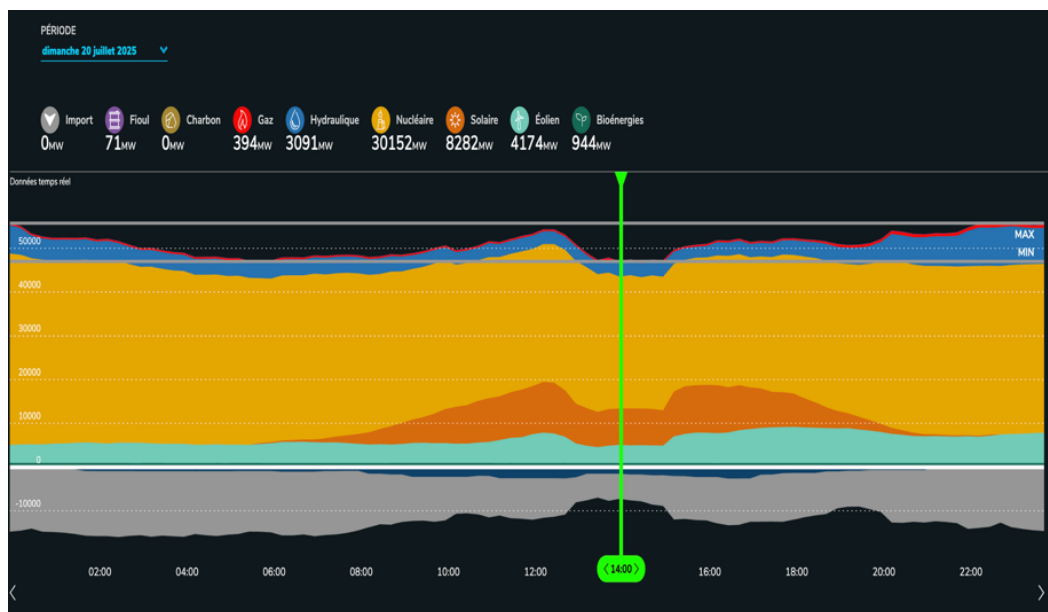 PÉRIODE
dimanche 20 juillet 2025
Import Fioul Charbon Gaz Hydraulique Nucléaire Solaire Éolien Bioénergies
0MW 71MW 0MW 394MW 3091MW 30152MW 8282MW 4174MW 944MW
Données temps réel
MAX
50000
MIN
40000
30000
20000
10000
0
-10000
02:00 04:00 06:00 08:00 10:00 12:00 14:00 16:00 18:00 20:00 22:00